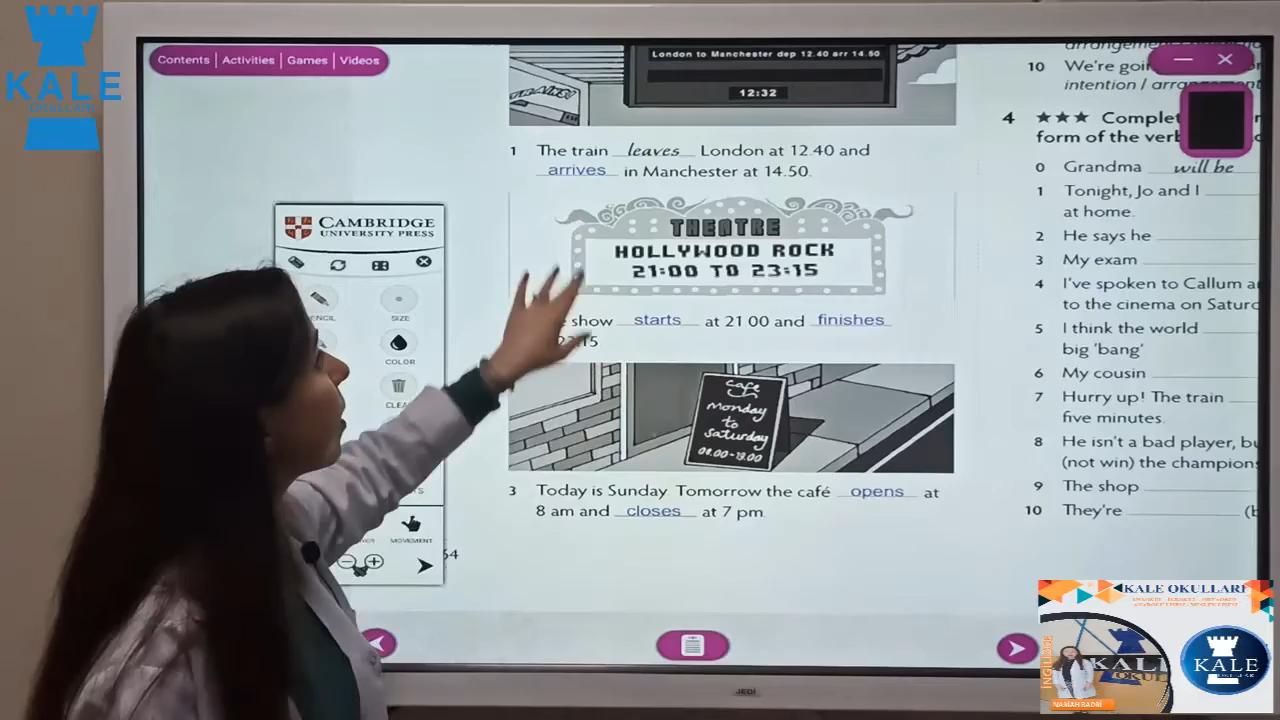 KALE
OKULLARI
Contents
Activities
Games
Videos
London to Manchester dep 12.40 arr 14.50
12:32
1 The train leaves London at 12.40 and
arrives in Manchester at 14.50.
THEATRE
HOLLYWOOD ROCK
21:00 TO 23:15
show starts at 21 00 and finishes
Cafe
Monday
to
Saturday
08.00-19.00
3 Today is Sunday Tomorrow the café opens at
8 am and closes at 7 pm.
64
CAMBRIDGE
UNIVERSITY PRESS
SIZE
COLOR
MOVEMENT
10 We're
intention /
4 ★★★
form of the
0 Grandma will be
1 Tonight, Jo and I
at home.
2 He says he
3 My exam
4 I've spoken to Callum
to the cinema on
5 I think the world
big 'bang'
6 My cousin
7 Hurry up! The train
five minutes.
8 He isn't a bad player,
(not win) the
9 The shop
10 They're
JEDI
KALE OKULLARI
İNGİLİZCE
KALE